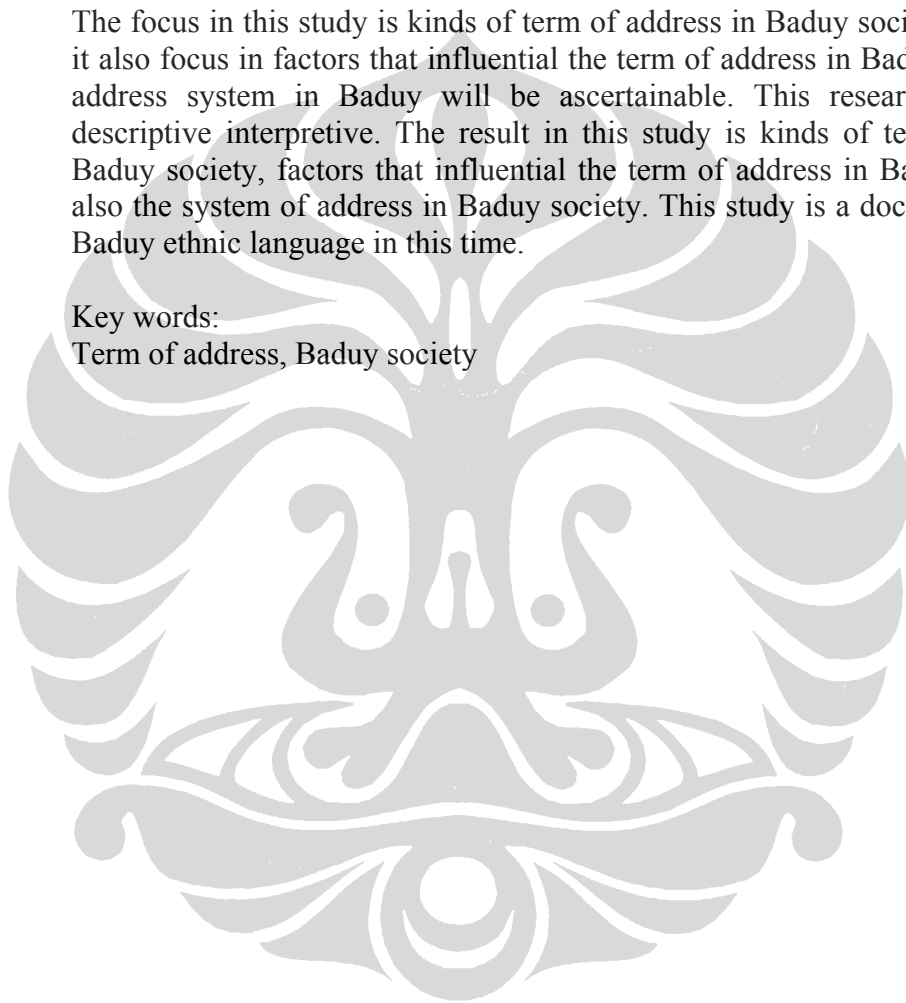 The focus in this study is kinds of term of address in Baduy soci
it also focus in factors that influential the term of address in Bad
address system in Baduy will be ascertainable. This resear
descriptive interpretive. The result in this study is kinds of te
Baduy society, factors that influential the term of address in Ba
also the system of address in Baduy society. This study is a doc
Baduy ethnic language in this time.
Key words:
Term of address, Baduy society